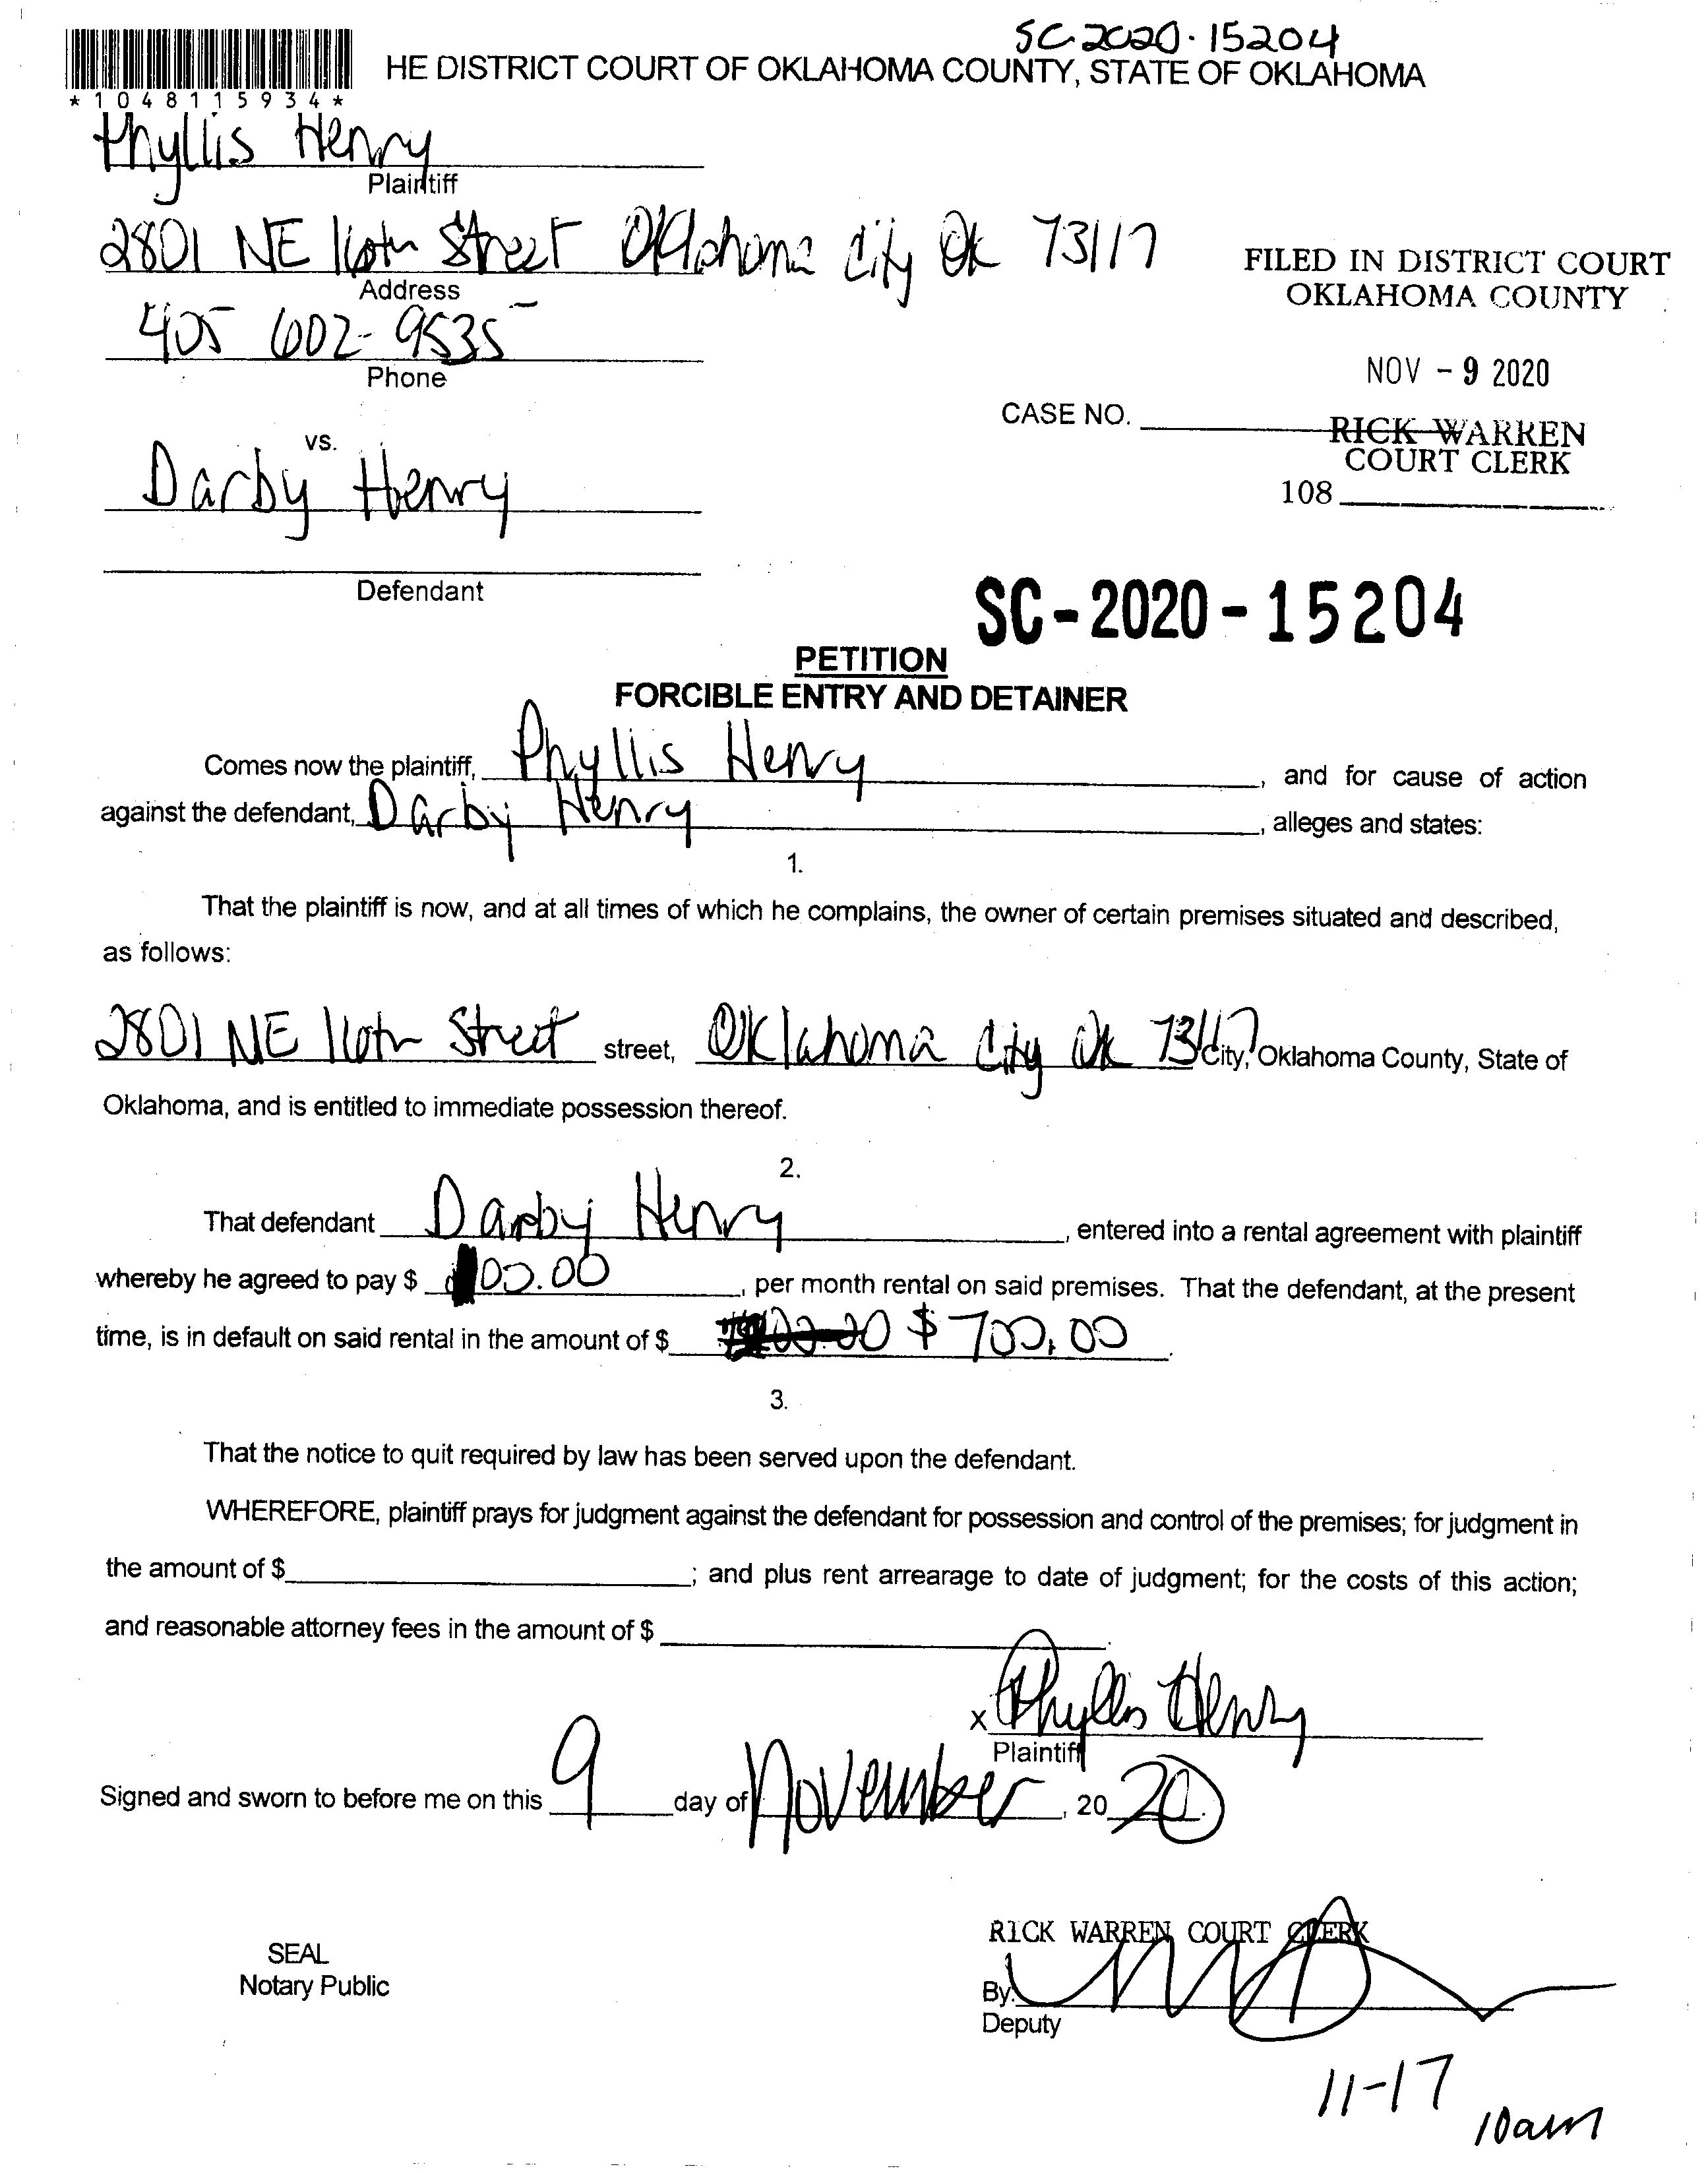 SC-2020-15204
HE DISTRICT COURT OF OKLAHOMA COUNTY, STATE OF OKLAHOMA
*1048115934*
Phyllis Henry
Plaintiff
2801 NE 16th Street Oklahoma City Ok 73117
Address
FILED IN DISTRICT COURT
OKLAHOMA COUNTY
405 602-9535
Phone
NOV - 9 2020
CASE NO.
RICK WARREN
COURT CLERK
108
vs.
Darby Henry
Defendant
SC-2020-15204
PETITION
FORCIBLE ENTRY AND DETAINER
Comes now the plaintiff, Phyllis Henry, and for cause of action
against the defendant, Darby Henry, alleges and states:
1.
That the plaintiff is now, and at all times of which he complains, the owner of certain premises situated and described,
as follows:
2801 NE 16th Street street, Oklahoma City Ok 73117 City, Oklahoma County, State of
Oklahoma, and is entitled to immediate possession thereof.
2.
That defendant Darby Henry, entered into a rental agreement with plaintiff
whereby he agreed to pay $ 00.00, per month rental on said premises. That the defendant, at the present
time, is in default on said rental in the amount of $ $700.00.
3.
That the notice to quit required by law has been served upon the defendant.
WHEREFORE, plaintiff prays for judgment against the defendant for possession and control of the premises; for judgment in
the amount of $; and plus rent arrearage to date of judgment; for the costs of this action;
and reasonable attorney fees in the amount of $.
x Phyllis Henry
Plaintiff
Signed and sworn to before me on this 9 day of November, 20 20.
SEAL
Notary Public
RICK WARREN COURT CLERK
By:
Deputy
11-17
10am